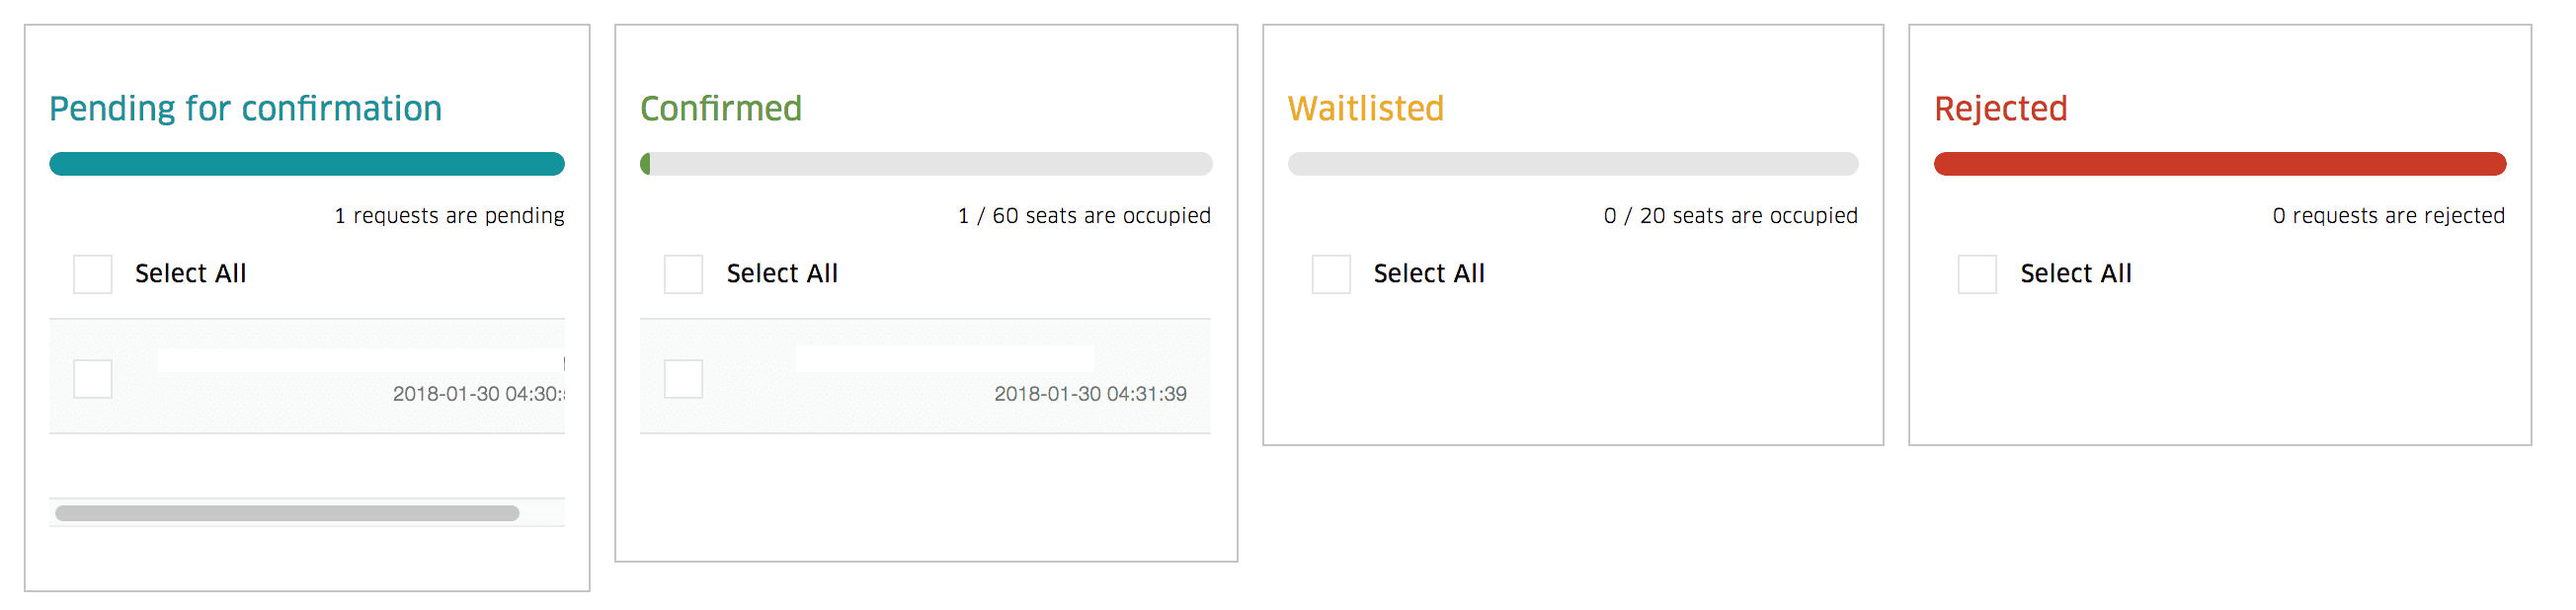 Pending for confirmation
1 requests are pending
Select All
2018-01-30 04:30:
Confirmed
1 / 60 seats are occupied
Select All
2018-01-30 04:31:39
Waitlisted
0 / 20 seats are occupied
Select All
Rejected
0 requests are rejected
Select All